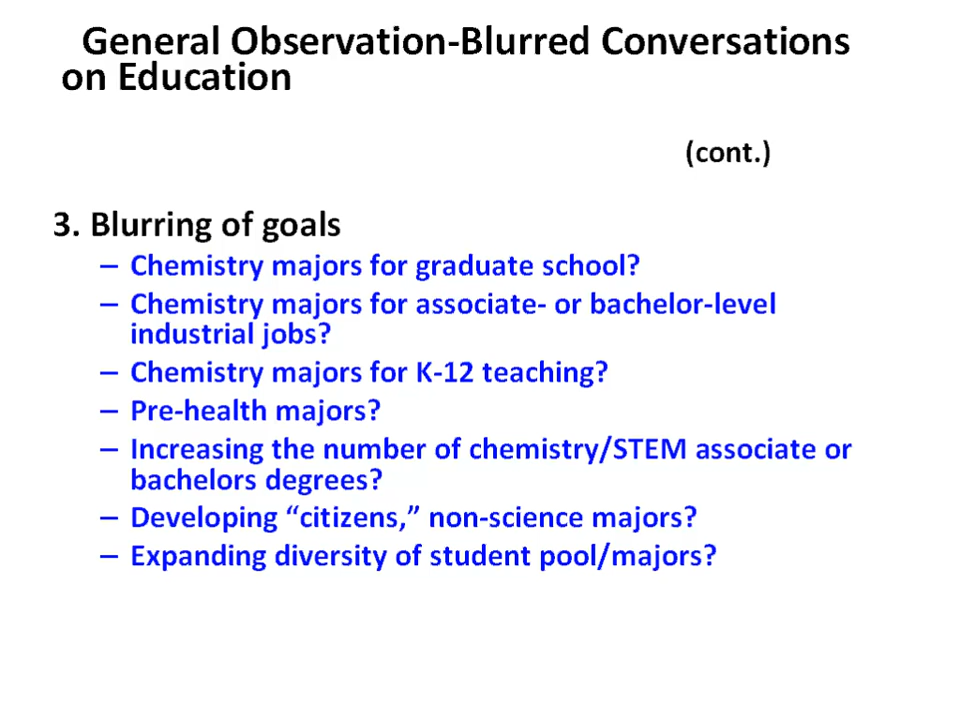 General Observation-Blurred Conversations
on Education
(cont.)
3. Blurring of goals
– Chemistry majors for graduate school?
– Chemistry majors for associate- or bachelor-level
industrial jobs?
– Chemistry majors for K-12 teaching?
– Pre-health majors?
– Increasing the number of chemistry/STEM associate or
bachelors degrees?
– Developing “citizens,” non-science majors?
– Expanding diversity of student pool/majors?